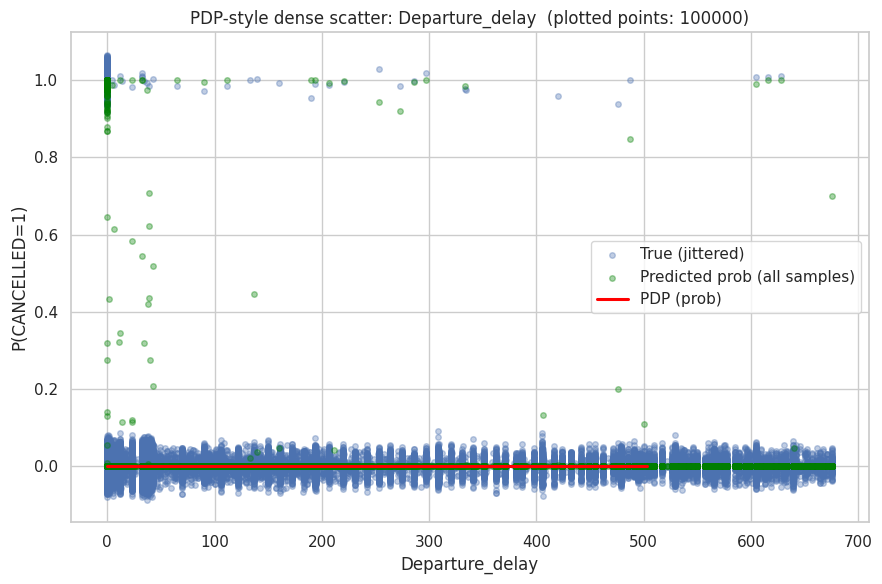 PDP-style dense scatter: Departure_delay  (plotted points: 100000)
P(CANCELLED=1)
1.0
0.8
0.6
0.4
0.2
0.0
True (jittered)
Predicted prob (all samples)
PDP (prob)
0 100 200 300 400 500 600 700
Departure_delay